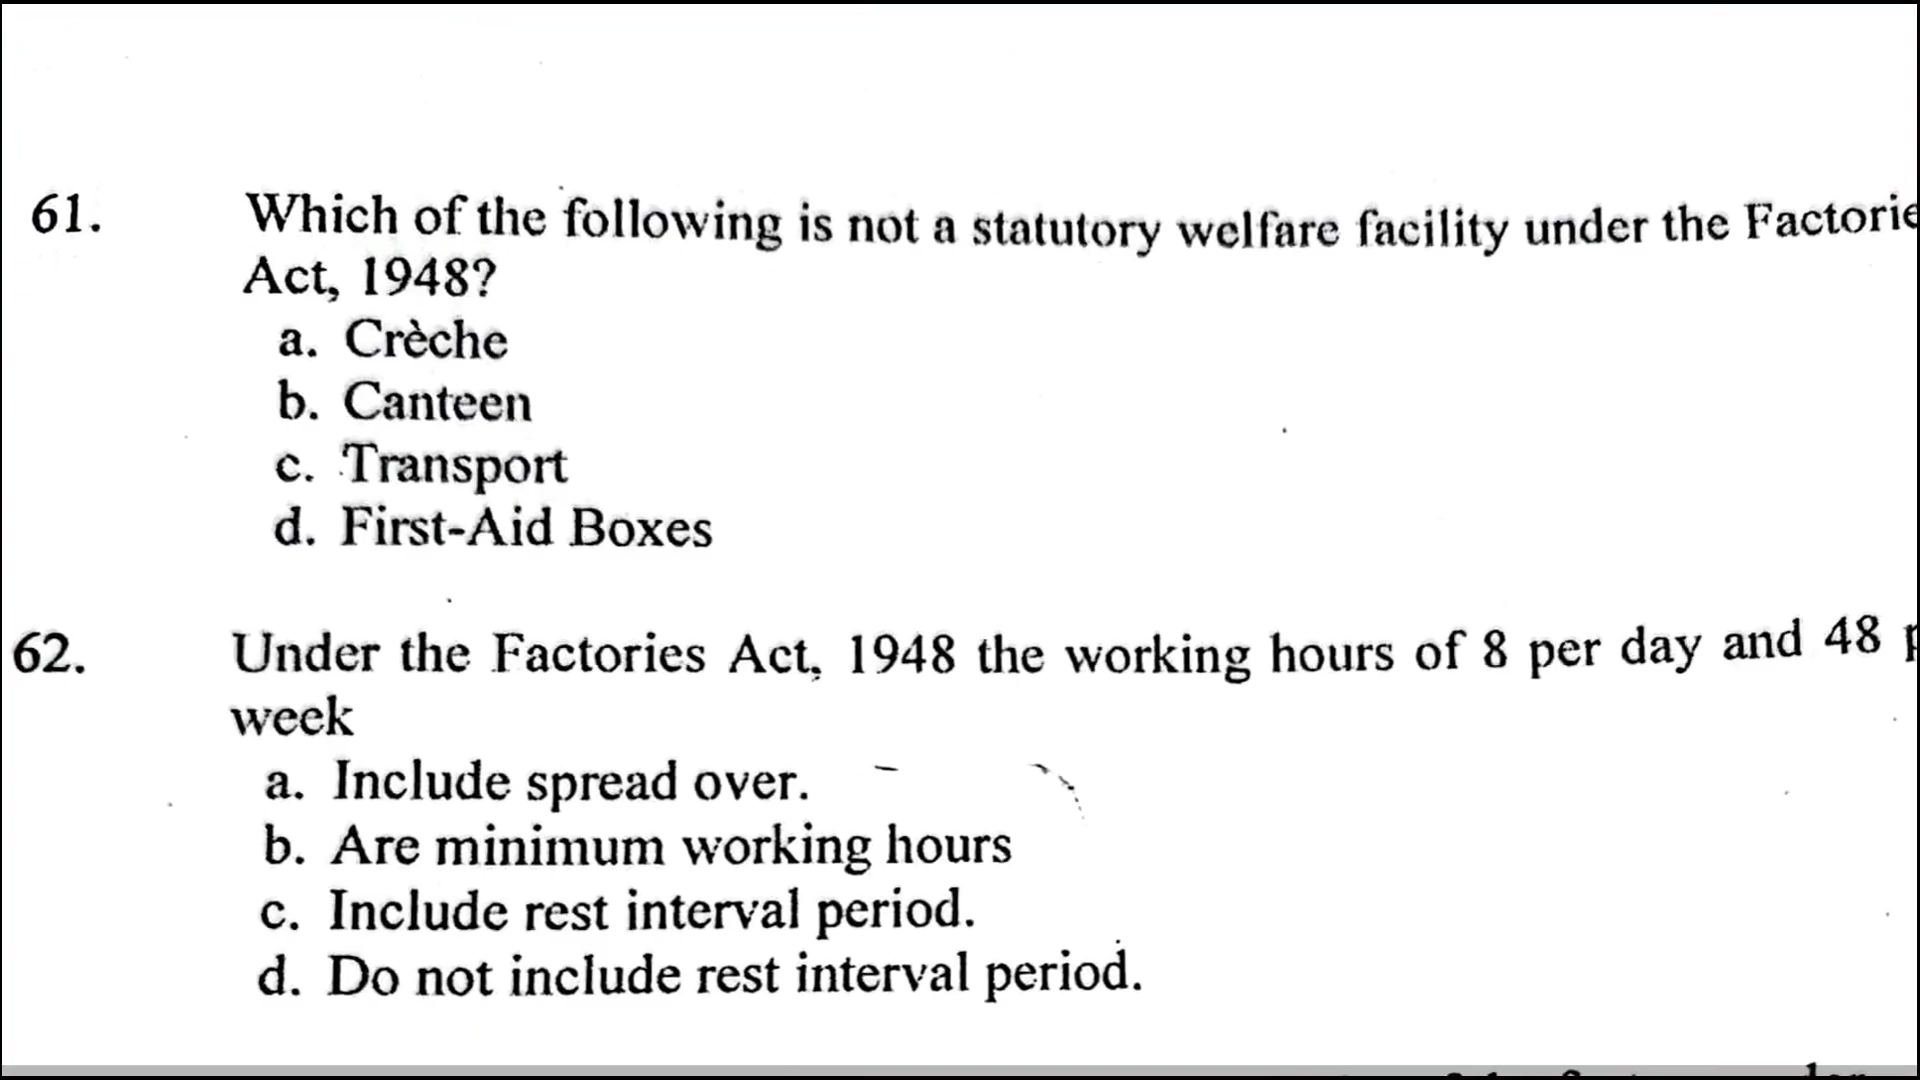 61. Which of the following is not a statutory welfare facility under the Factorie
Act, 1948?
a. Crèche
b. Canteen
c. Transport
d. First-Aid Boxes
62. Under the Factories Act, 1948 the working hours of 8 per day and 48
week
a. Include spread over.
b. Are minimum working hours
c. Include rest interval period.
d. Do not include rest interval period.